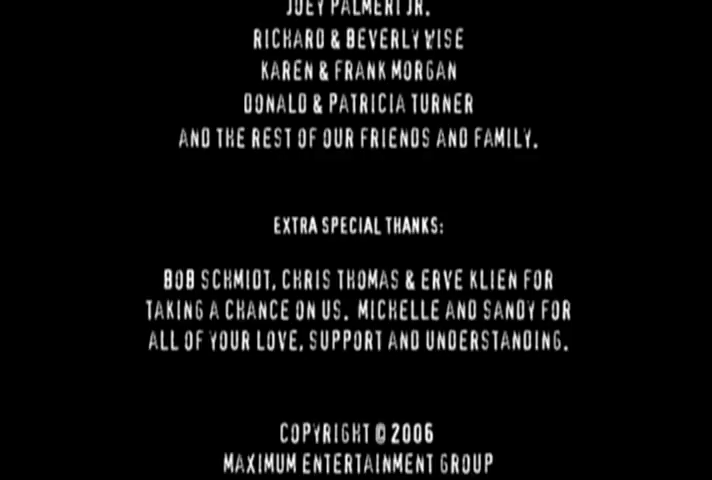 JOEY PALMERI JR.
RICHARD & BEVERLY WISE
KAREN & FRANK MORGAN
DONALD & PATRICIA TURNER
AND THE REST OF OUR FRIENDS AND FAMILY.
EXTRA SPECIAL THANKS:
BOB SCHMIDT, CHRIS THOMAS & ERVE KLIEN FOR
TAKING A CHANCE ON US. MICHELLE AND SANDY FOR
ALL OF YOUR LOVE, SUPPORT AND UNDERSTANDING.
COPYRIGHT © 2006
MAXIMUM ENTERTAINMENT GROUP